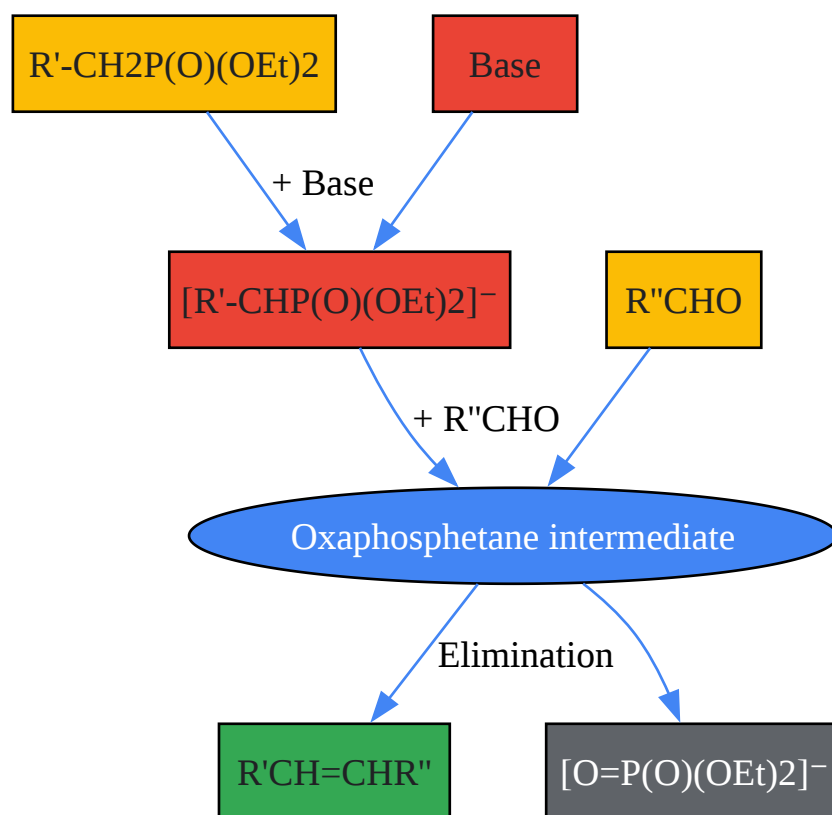 R'-CH2P(O)(OEt)2
Base
+ Base
[R'-CHP(O)(OEt)2]⁻
R''CHO
+ R''CHO
Oxaphosphetane intermediate
Elimination
R'CH=CHR''
[O=P(O)(OEt)2]⁻